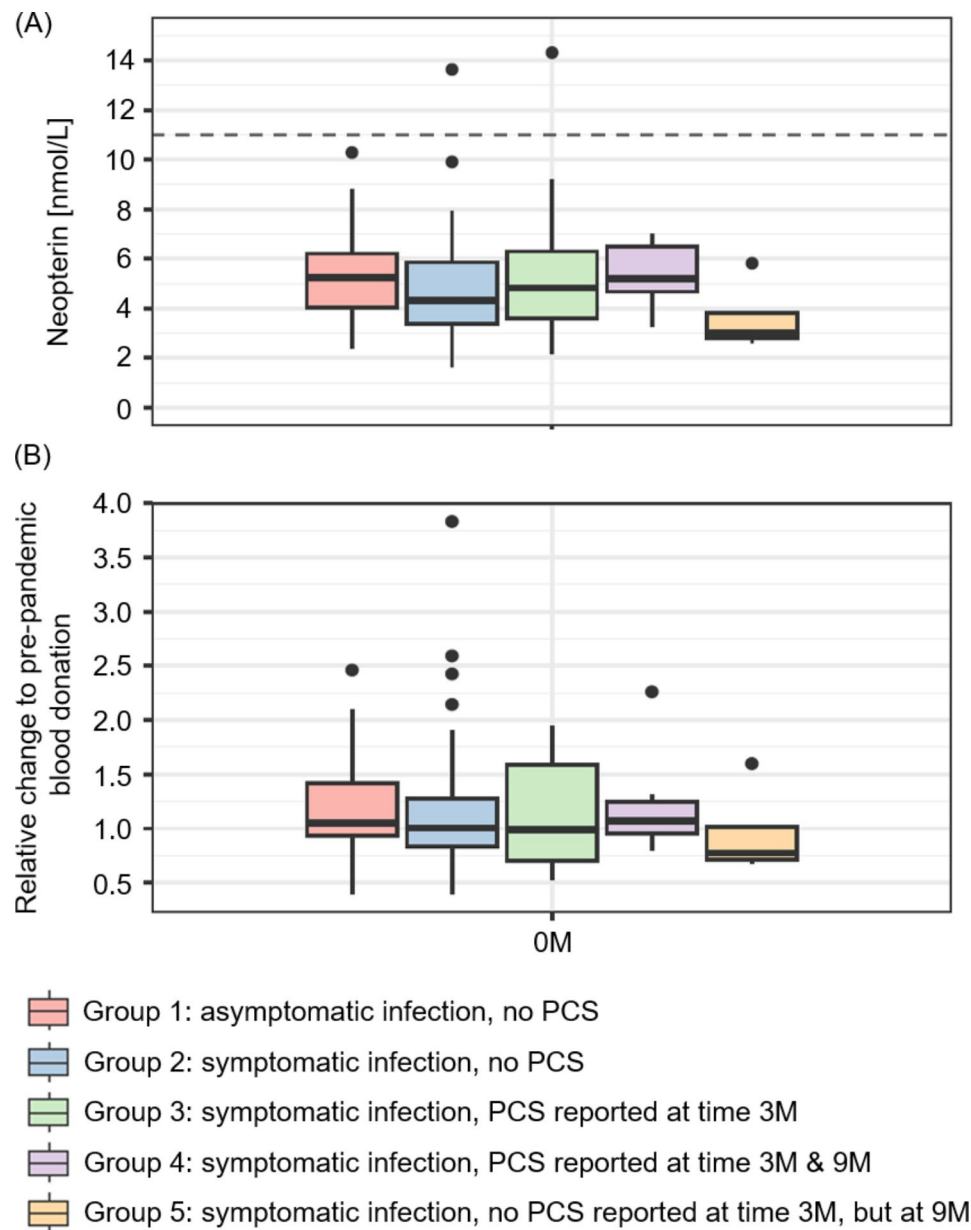 (A)
Neopterin [nmol/L]
14
12
10
8
6
4
2
0
(B)
Relative change to pre-pandemic
blood donation
4.0
3.5
3.0
2.5
2.0
1.5
1.0
0.5
0M
Group 1: asymptomatic infection, no PCS
Group 2: symptomatic infection, no PCS
Group 3: symptomatic infection, PCS reported at time 3M
Group 4: symptomatic infection, PCS reported at time 3M & 9M
Group 5: symptomatic infection, no PCS reported at time 3M, but at 9M